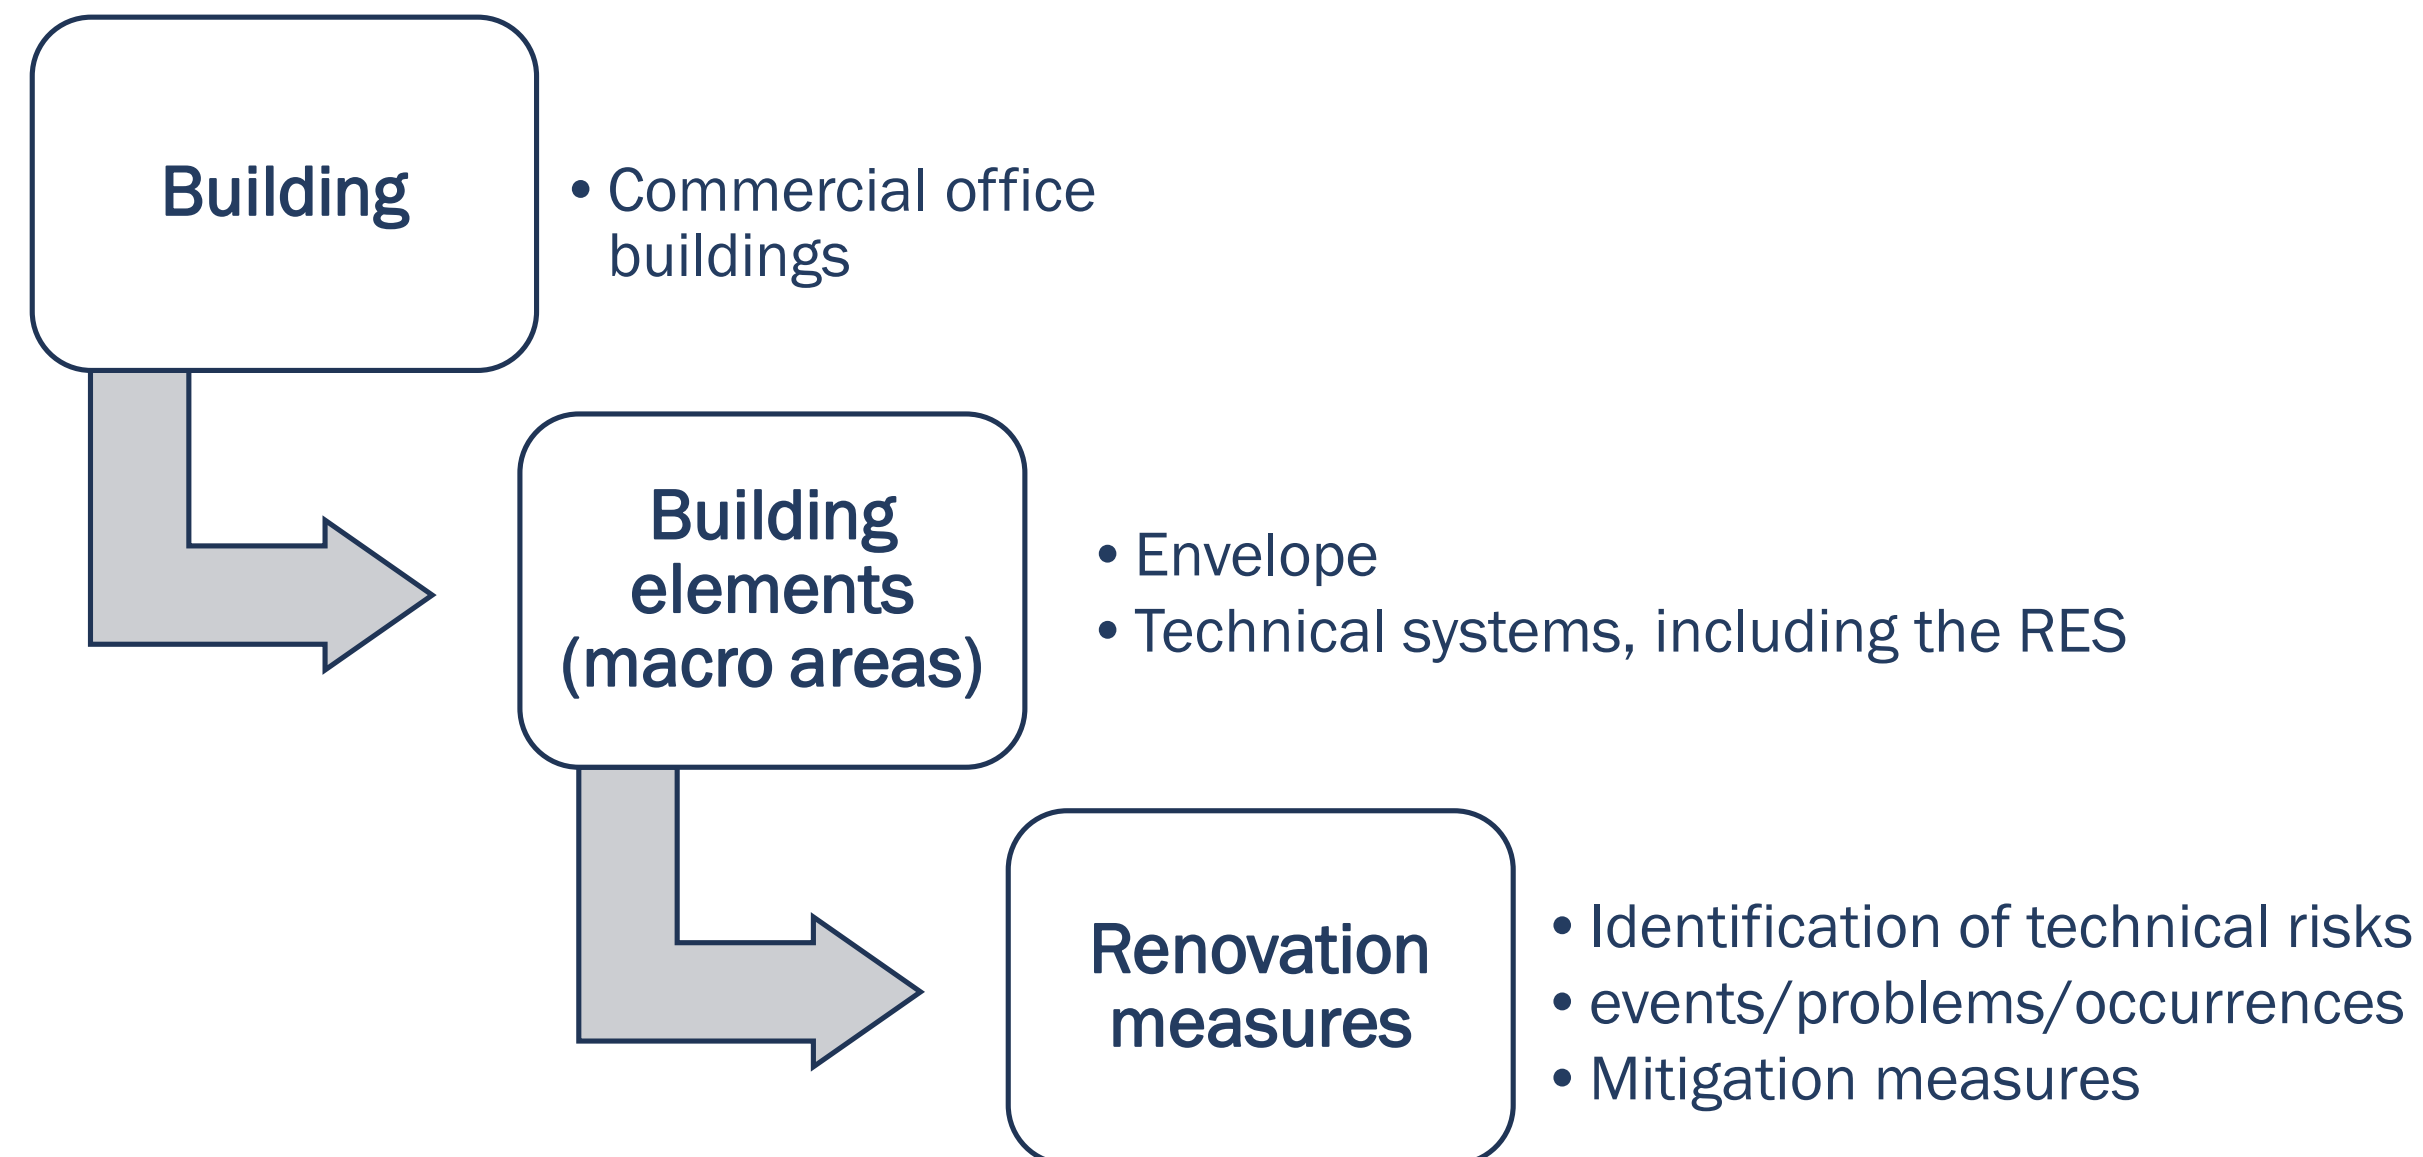 Building
• Commercial office
buildings
Building
elements
(macro areas)
• Envelope
• Technical systems, including the RES
Renovation
measures
• Identification of technical risks
• events/problems/occurrences
• Mitigation measures